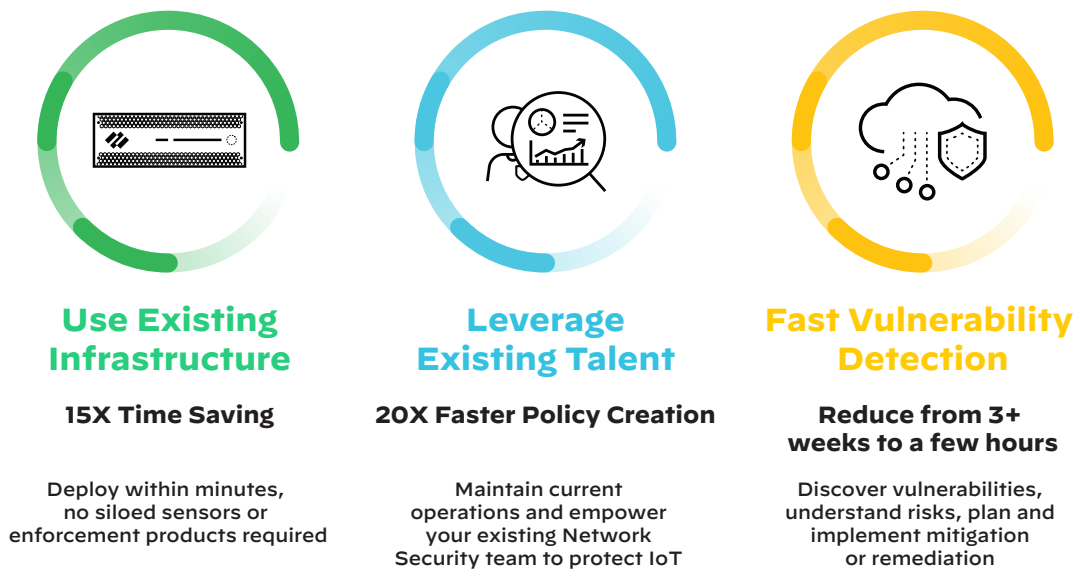 Use Existing
Infrastructure
15X Time Saving
Deploy within minutes,
no siloed sensors or
enforcement products required
Leverage
Existing Talent
20X Faster Policy Creation
Maintain current
operations and empower
your existing Network
Security team to protect IoT
Fast Vulnerability
Detection
Reduce from 3+
weeks to a few hours
Discover vulnerabilities,
understand risks, plan and
implement mitigation
or remediation